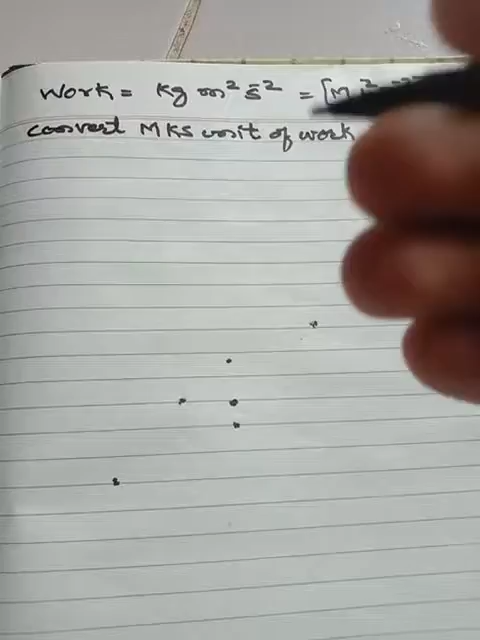 Work = kg m² s⁻² = [M
convert MKS unit of work